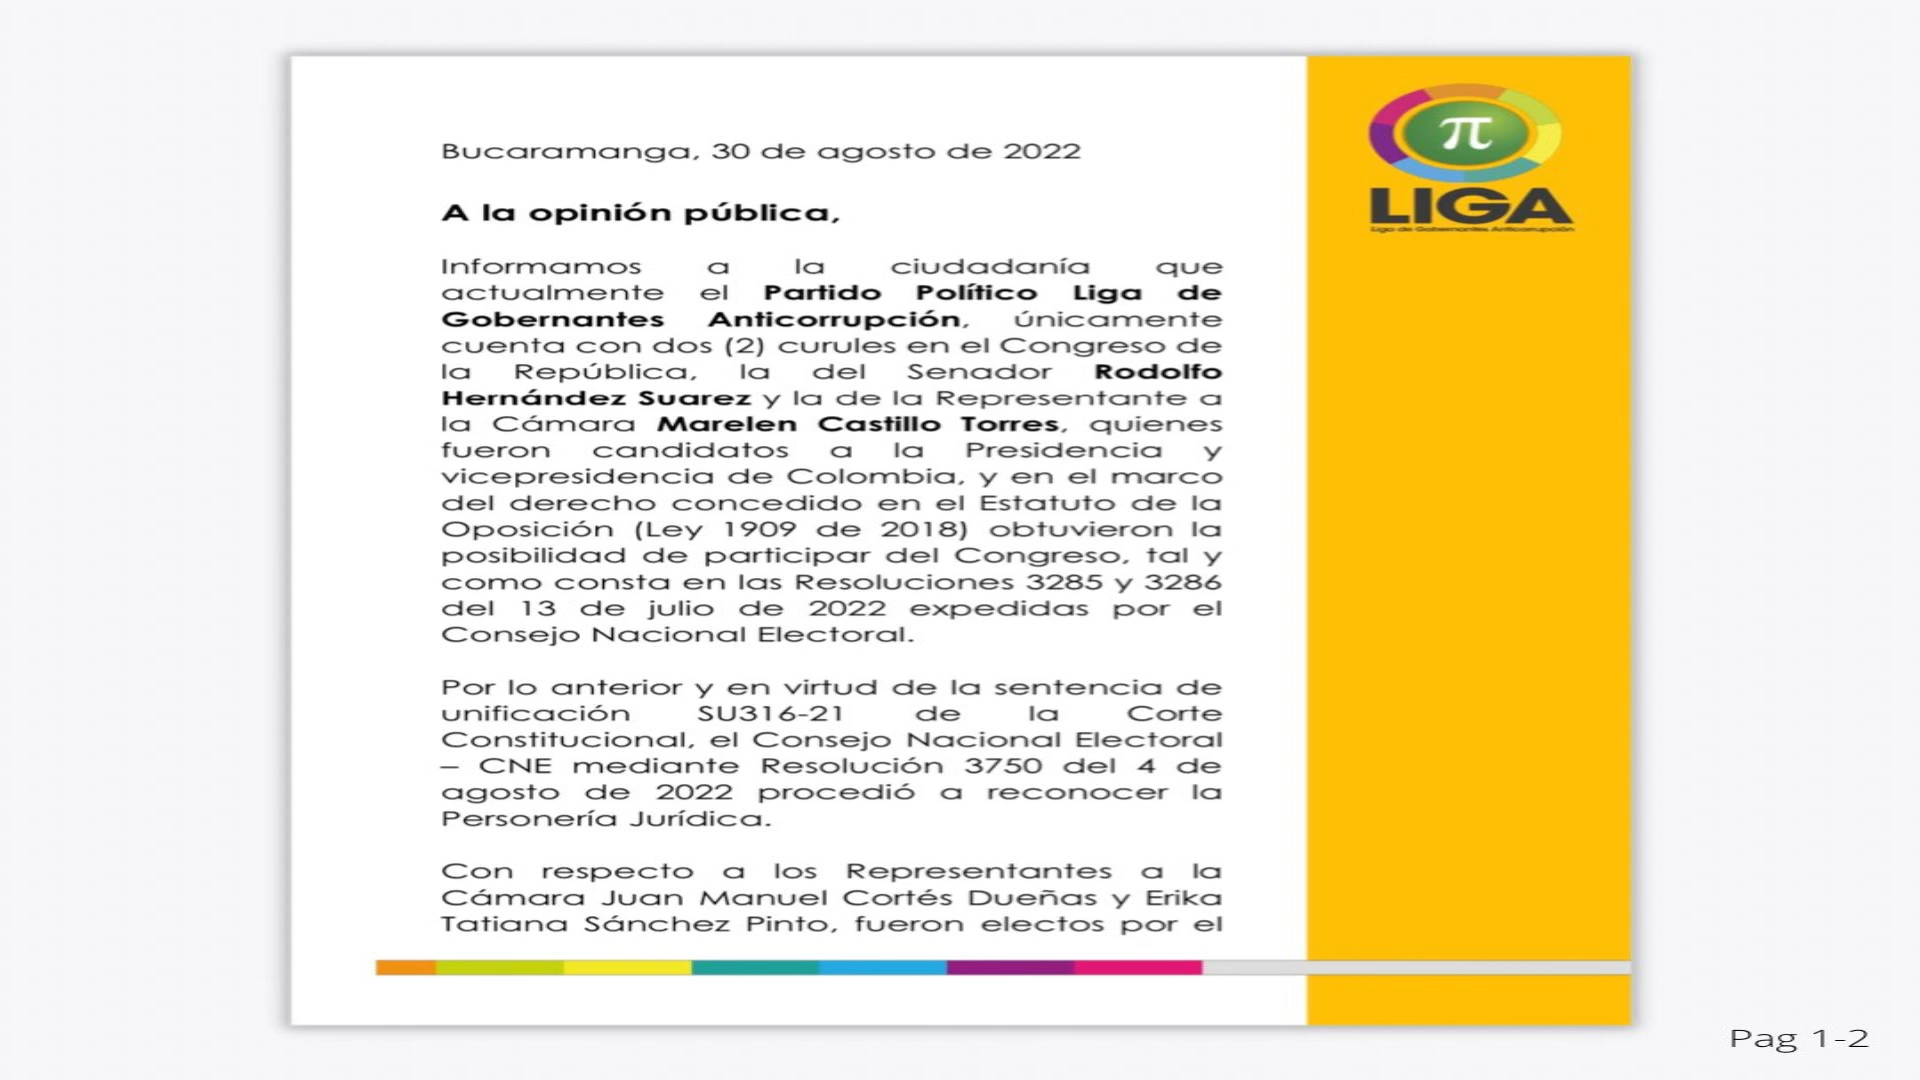 π
LIGA
Liga de Gobernantes Anticorrupción
Bucaramanga, 30 de agosto de 2022
A la opinión pública,
Informamos a la ciudadanía que
actualmente el Partido Político Liga de
Gobernantes Anticorrupción, únicamente
cuenta con dos (2) curules en el Congreso de
la República, la del Senador Rodolfo
Hernández Suarez y la de la Representante a
la Cámara Marelen Castillo Torres, quienes
fueron candidatos a la Presidencia y
vicepresidencia de Colombia, y en el marco
del derecho concedido en el Estatuto de la
Oposición (Ley 1909 de 2018) obtuvieron la
posibilidad de participar del Congreso, tal y
como consta en las Resoluciones 3285 y 3286
del 13 de julio de 2022 expedidas por el
Consejo Nacional Electoral.
Por lo anterior y en virtud de la sentencia de
unificación SU316-21 de la Corte
Constitucional, el Consejo Nacional Electoral
– CNE mediante Resolución 3750 del 4 de
agosto de 2022 procedió a reconocer la
Personería Jurídica.
Con respecto a los Representantes a la
Cámara Juan Manuel Cortés Dueñas y Erika
Tatiana Sánchez Pinto, fueron electos por el
Pag 1-2